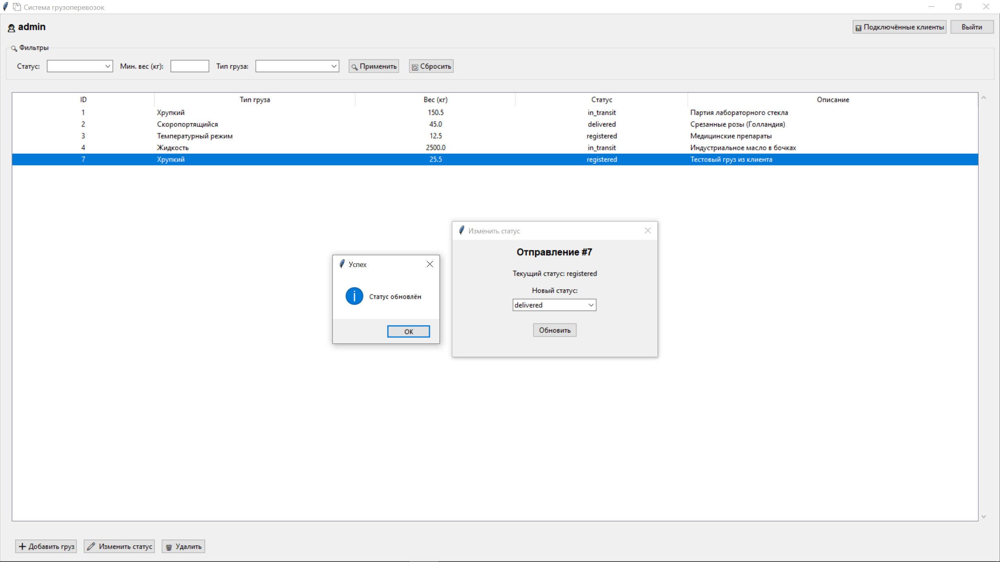 Система грузоперевозок
admin
Подключённые клиенты
Выйти
Фильтры
Статус:
Мин. вес (кг):
Тип груза:
Применить
Сбросить
ID Тип груза Вес (кг) Статус Описание
1 Хрупкий 150.5 in_transit Партия лабораторного стекла
2 Скоропортящийся 45.0 delivered Срезанные розы (Голландия)
3 Температурный режим 12.5 registered Медицинские препараты
4 Жидкость 2500.0 in_transit Индустриальное масло в бочках
7 Хрупкий 25.5 registered Тестовый груз из клиента
Изменить статус
Отправление #7
Текущий статус: registered
Новый статус:
delivered
Обновить
Успех
Статус обновлён
ОК
Добавить груз
Изменить статус
Удалить